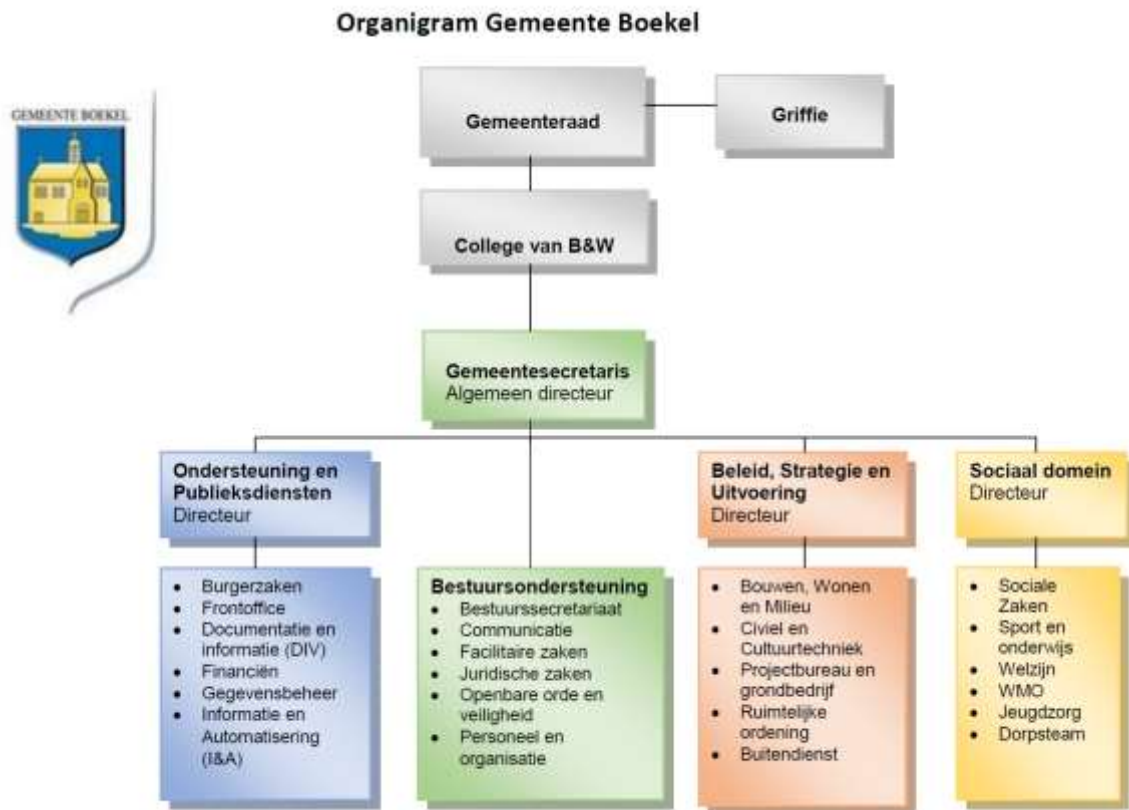 Organigram Gemeente Boekel
GEMEENTE BOEKEL
Gemeenteraad
Griffie
College van B&W
Gemeentesecretaris
Algemeen directeur
Ondersteuning en
Publieksdiensten
Directeur
Beleid, Strategie en
Uitvoering
Directeur
Sociaal domein
Directeur
• Burgerzaken
• Frontoffice
• Documentatie en
informatie (DIV)
• Financiën
• Gegevensbeheer
• Informatie en
Automatisering
(I&A)
Bestuursondersteuning
• Bestuurssecretariaat
• Communicatie
• Facilitaire zaken
• Juridische zaken
• Openbare orde en
veiligheid
• Personeel en
organisatie
• Bouwen, Wonen
en Milieu
• Civiel en
Cultuurtechniek
• Projectbureau en
grondbedrijf
• Ruimtelijke
ordening
• Buitendienst
• Sociale
Zaken
• Sport en
onderwijs
• Welzijn
• WMO
• Jeugdzorg
• Dorpsteam